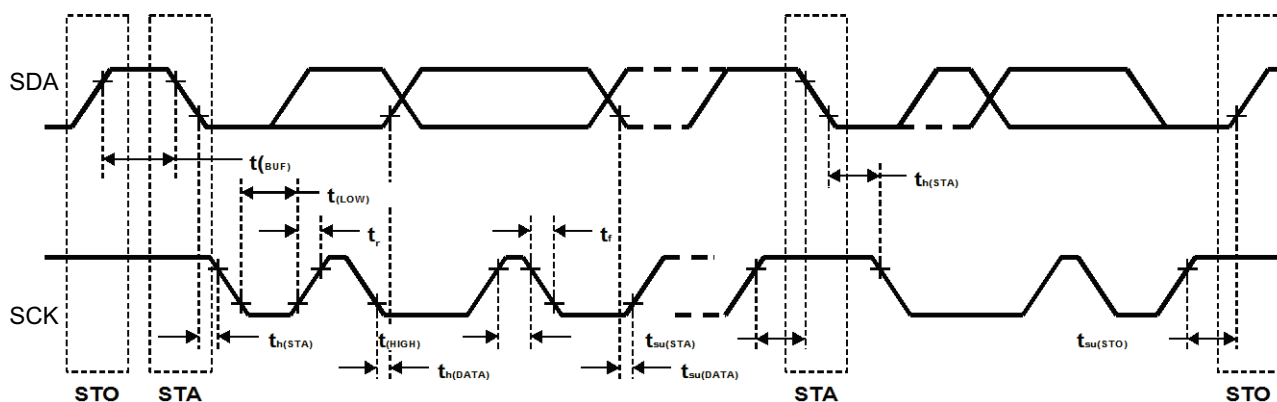 SDA
t(BUF)
t(LOW)
th(STA)
tr
tf
SCK
th(STA)
t(HIGH)
tsu(STA)
tsu(STO)
th(DATA)
tsu(DATA)
STO
STA
STA
STO